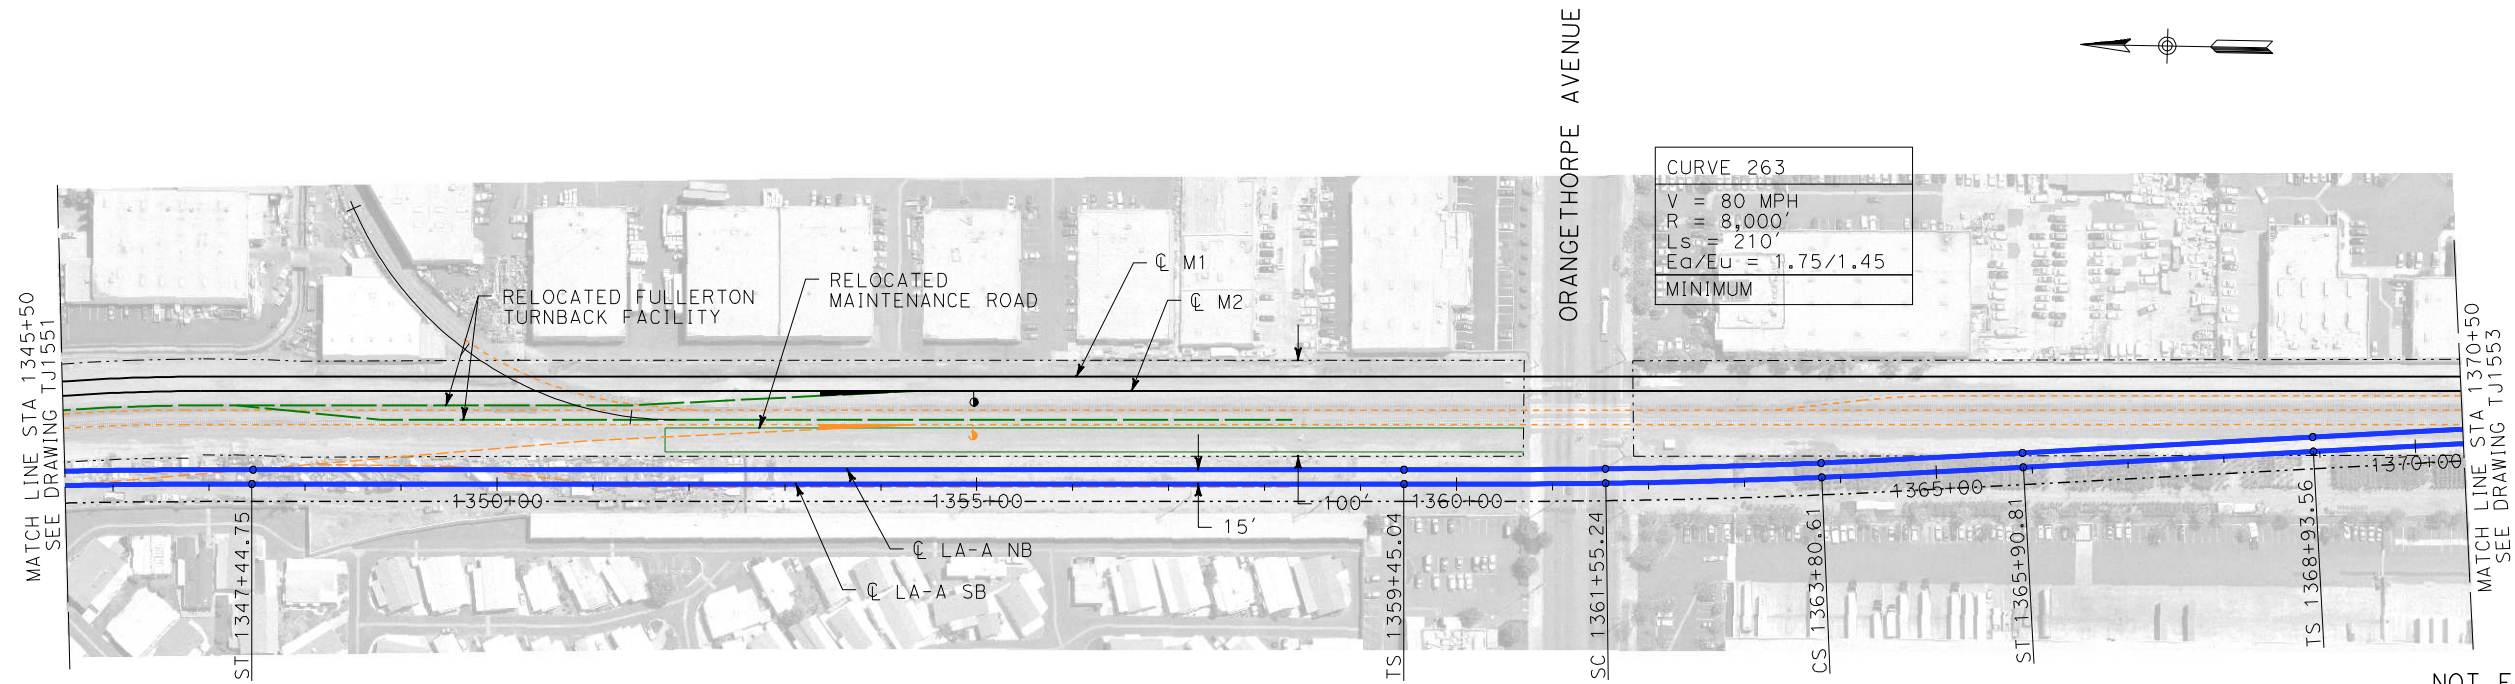 ORANGETHORPE AVENUE
CURVE 263
V = 80 MPH
R = 8,000'
Ls = 210'
Ea/Eu = 1.75/1.45
MINIMUM
℄ M1
℄ M2
RELOCATED
MAINTENANCE ROAD
RELOCATED FULLERTON
TURNBACK FACILITY
MATCH LINE STA 1345+50
SEE DRAWING TJ1551
MATCH LINE STA 1370+50
SEE DRAWING TJ1553
1350+00
1355+00
100'
1360+00
1365+00
1370+00
15'
℄ LA-A NB
℄ LA-A SB
ST 1347+44.75
TS 1359+45.04
SC 1361+55.24
CS 1363+80.61
ST 1365+90.81
TS 1368+93.56
NOT